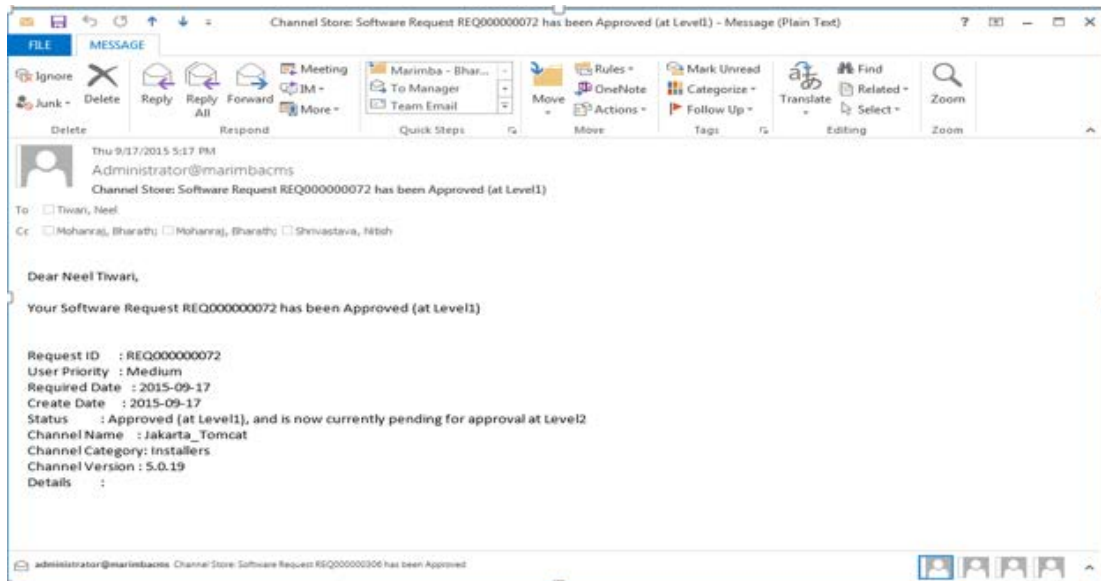 Channel Store: Software Request REQ000000072 has been Approved (at Level1) - Message (Plain Text)
FILE MESSAGE
Ignore
Junk
Delete
Reply
Reply All
Forward
Meeting
IM
More
Marimba - Bhar...
To Manager
Team Email
Move
Rules
OneNote
Actions
Mark Unread
Categorize
Follow Up
Translate
Find
Related
Select
Zoom
Delete Respond Quick Steps Move Tags Editing Zoom
Thu 9/17/2015 5:17 PM
Administrator@marimbacms
Channel Store: Software Request REQ000000072 has been Approved (at Level1)
To Tiwari, Neel
Cc Mohanraj, Bharath; Mohanraj, Bharath; Shrivastava, Nitish
Dear Neel Tiwari,
Your Software Request REQ000000072 has been Approved (at Level1)
Request ID : REQ000000072
User Priority : Medium
Required Date : 2015-09-17
Create Date : 2015-09-17
Status : Approved (at Level1), and is now currently pending for approval at Level2
Channel Name : Jakarta_Tomcat
Channel Category: Installers
Channel Version : 5.0.19
Details :
administrator@marimbacms Channel Store: Software Request REQ000000306 has been Approved